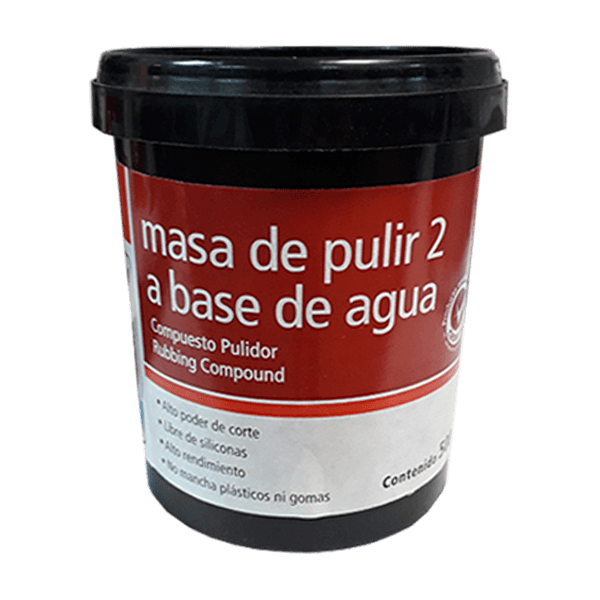 masa de pulir 2
a base de agua
Compuesto Pulidor
Rubbing Compound
• Alto poder de corte
• Libre de siliconas
• Alto rendimiento
• No mancha plásticos ni gomas
Contenido